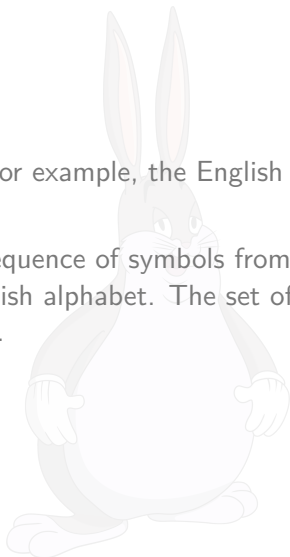 or example, the English
equence of symbols from
ish alphabet. The set of
.